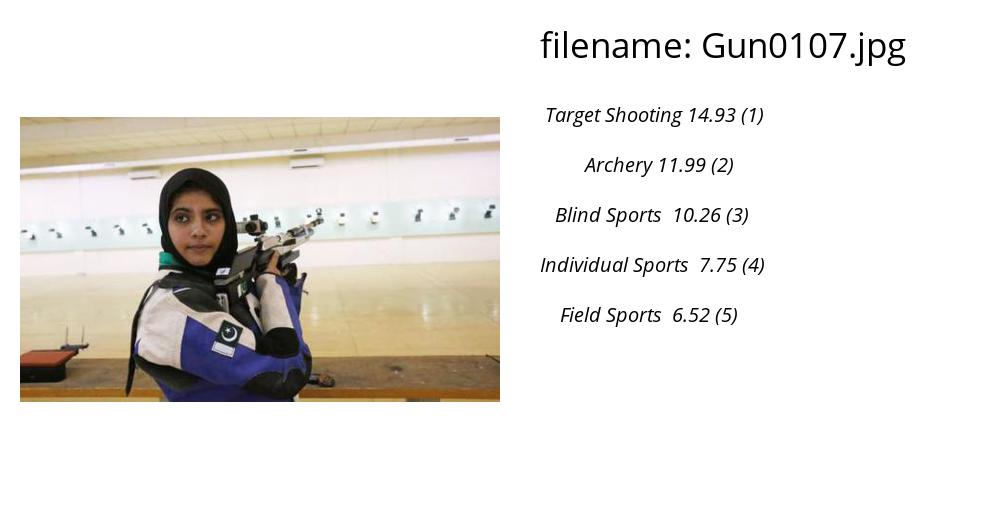 filename: Gun0107.jpg
Target Shooting 14.93 (1)
Archery 11.99 (2)
Blind Sports 10.26 (3)
Individual Sports 7.75 (4)
Field Sports 6.52 (5)